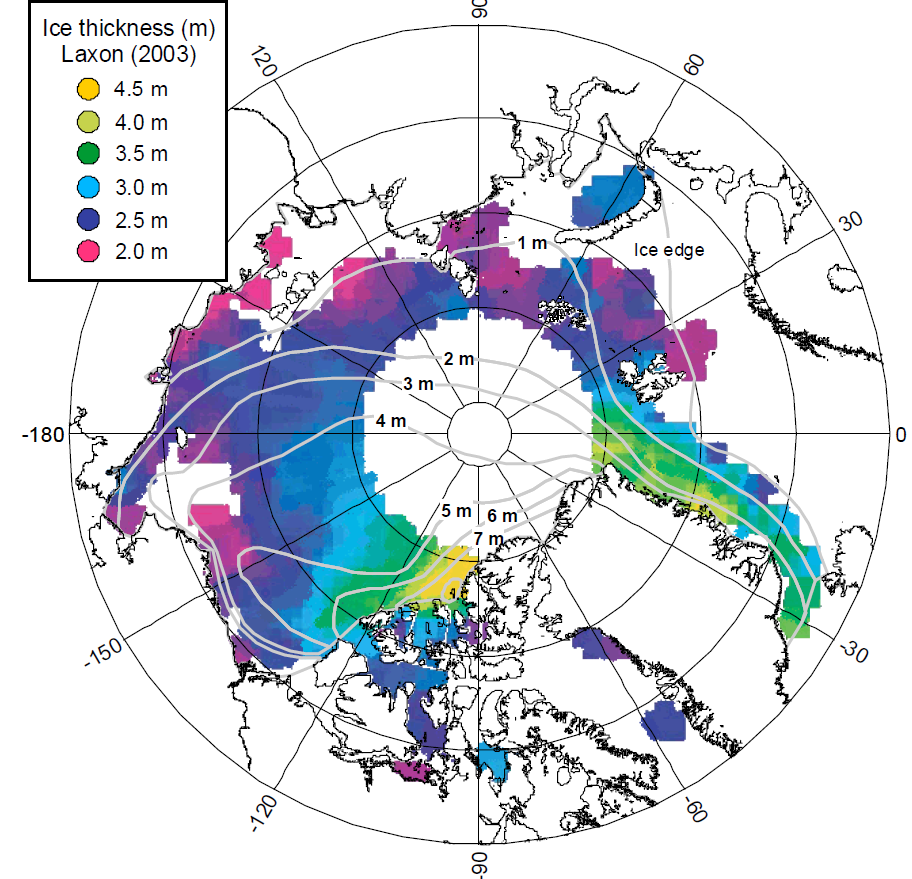 Ice thickness (m)
Laxon (2003)
4.5 m
4.0 m
3.5 m
3.0 m
2.5 m
2.0 m
90
120
60
30
1 m
Ice edge
2 m
3 m
4 m
-180
0
5 m
6 m
7 m
-150
-30
-120
-60
-90